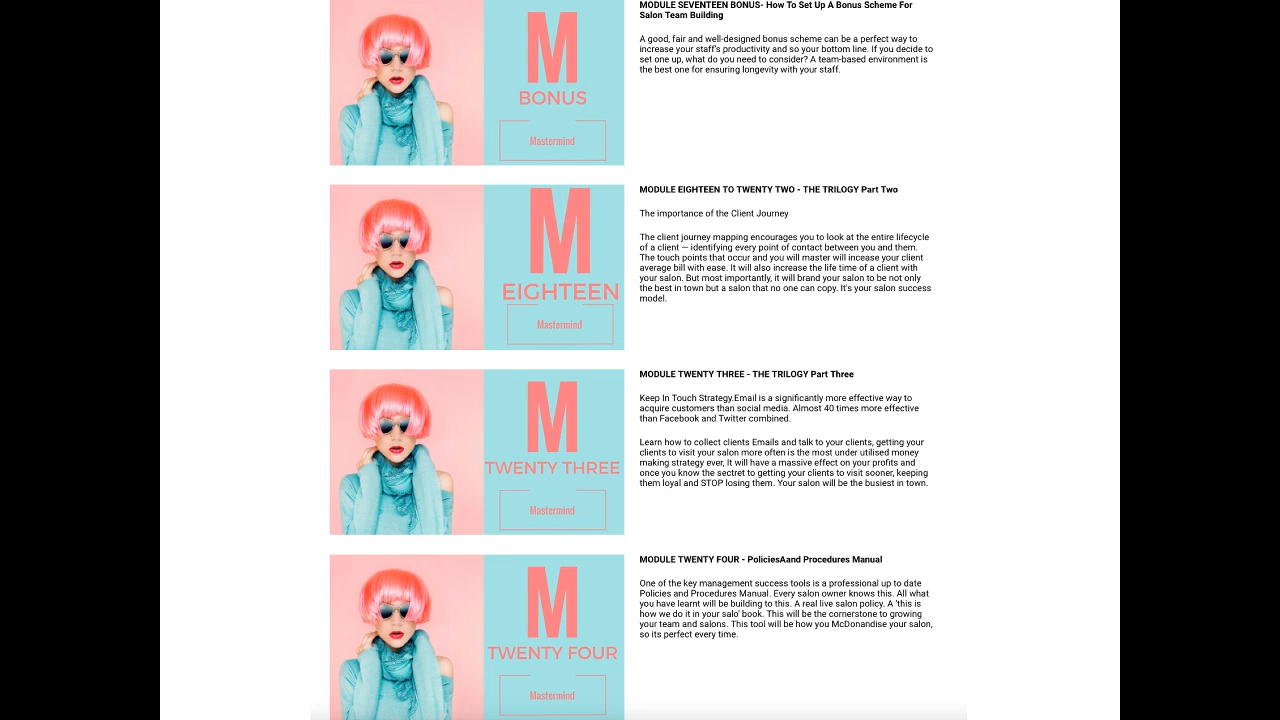 MODULE SEVENTEEN BONUS- How To Set Up A Bonus Scheme For
Salon Team Building
A good, fair and well-designed bonus scheme can be a perfect way to
increase your staff's productivity and so your bottom line. If you decide to
set one up, what do you need to consider? A team-based environment is
the best one for ensuring longevity with your staff.
M
BONUS
Mastermind
MODULE EIGHTEEN TO TWENTY TWO - THE TRILOGY Part Two
The importance of the Client Journey
The client journey mapping encourages you to look at the entire lifecycle
of a client — identifying every point of contact between you and them.
The touch points that occur and you will master will incease your client
average bill with ease. It will also increase the life time of a client with
your salon. But most importantly, it will brand your salon to be not only
the best in town but a salon that no one can copy. It's your salon success
model.
M
EIGHTEEN
Mastermind
MODULE TWENTY THREE - THE TRILOGY Part Three
Keep In Touch Strategy.Email is a significantly more effective way to
acquire customers than social media. Almost 40 times more effective
than Facebook and Twitter combined.
Learn how to collect clients Emails and talk to your clients, getting your
clients to visit your salon more often is the most under utilised money
making strategy ever, It will have a massive effect on your profits and
once you know the sectret to getting your clients to visit sooner, keeping
them loyal and STOP losing them. Your salon will be the busiest in town.
M
TWENTY THREE
Mastermind
MODULE TWENTY FOUR - PoliciesAand Procedures Manual
One of the key management success tools is a professional up to date
Policies and Procedures Manual. Every salon owner knows this. All what
you have learnt will be building to this. A real live salon policy. A 'this is
how we do it in your salo' book. This will be the cornerstone to growing
your team and salons. This tool will be how you McDonandise your salon,
so its perfect every time.
M
TWENTY FOUR
Mastermind